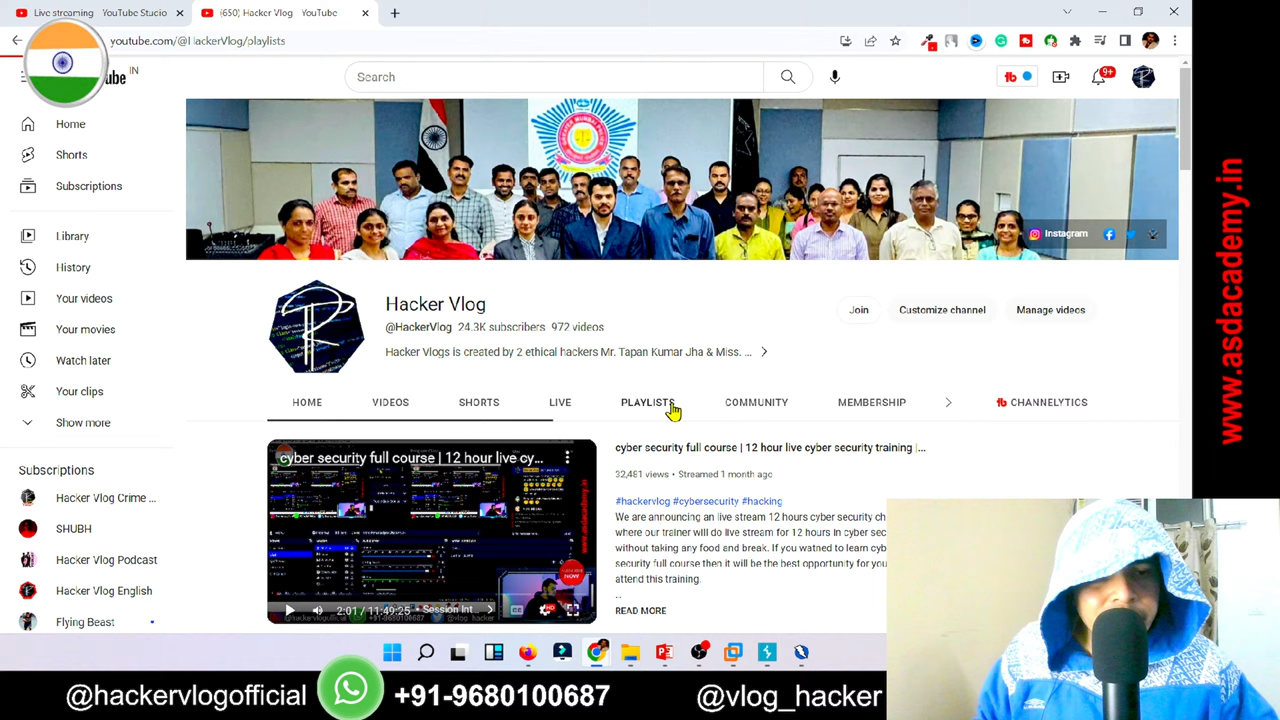 Live streaming - YouTube Studio
(650) Hacker Vlog - YouTube
youtube.com/@HackerVlog/playlists
IN
Search
9+
Home
Shorts
Subscriptions
Library
History
Your videos
Your movies
Watch later
Your clips
Show more
Subscriptions
Hacker Vlog Crime ...
SHUBH
Hacker Vlog Podcast
Hacker Vlog English
Flying Beast
Instagram
Hacker Vlog
@HackerVlog 24.3K subscribers 972 videos
Hacker Vlogs is created by 2 ethical hackers Mr. Tapan Kumar Jha & Miss. ...
Join
Customize channel
Manage videos
HOME
VIDEOS
SHORTS
LIVE
PLAYLISTS
COMMUNITY
MEMBERSHIP
CHANNELYTICS
cyber security full course | 12 hour live cy...
2:01 / 11:49:25 • Session Int...
cyber security full course | 12 hour live cyber security training |...
32,481 views • Streamed 1 month ago
#hackervlog #cybersecurity #hacking
We are announcing an live stream 12 hours cyber security ch
where our trainer will do live stream for 12 hours in cyber sec
without taking any food and break. If you watned to learn cyb
security full course then it will be the best opportunity for you
attend this training.
...
READ MORE
www.asdacademy.in
@hackervlogofficial
+91-9680100687
@vlog_hacker